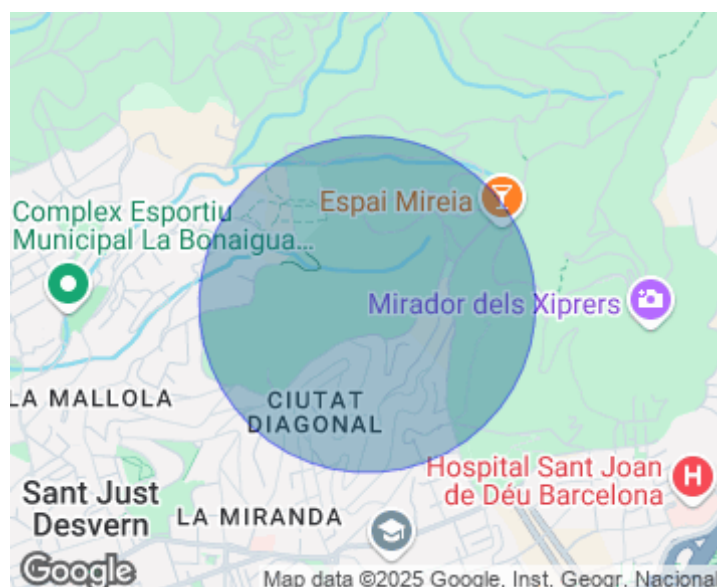 Espai Mireia
Complex Esportiu
Municipal La Bonaigua...
Mirador dels Xiprers
LA MALLOLA
CIUTAT
DIAGONAL
Hospital Sant Joan
de Déu Barcelona
H
Sant Just
Desvern
LA MIRANDA
Google
Map data ©2025 Google, Inst. Geogr. Nacional